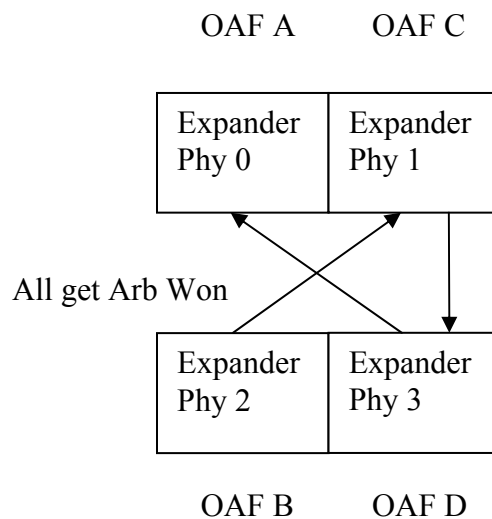 OAF A OAF C
Expander Expander
Phy 0 Phy 1
All get Arb Won
Expander Expander
Phy 2 Phy 3
OAF B OAF D